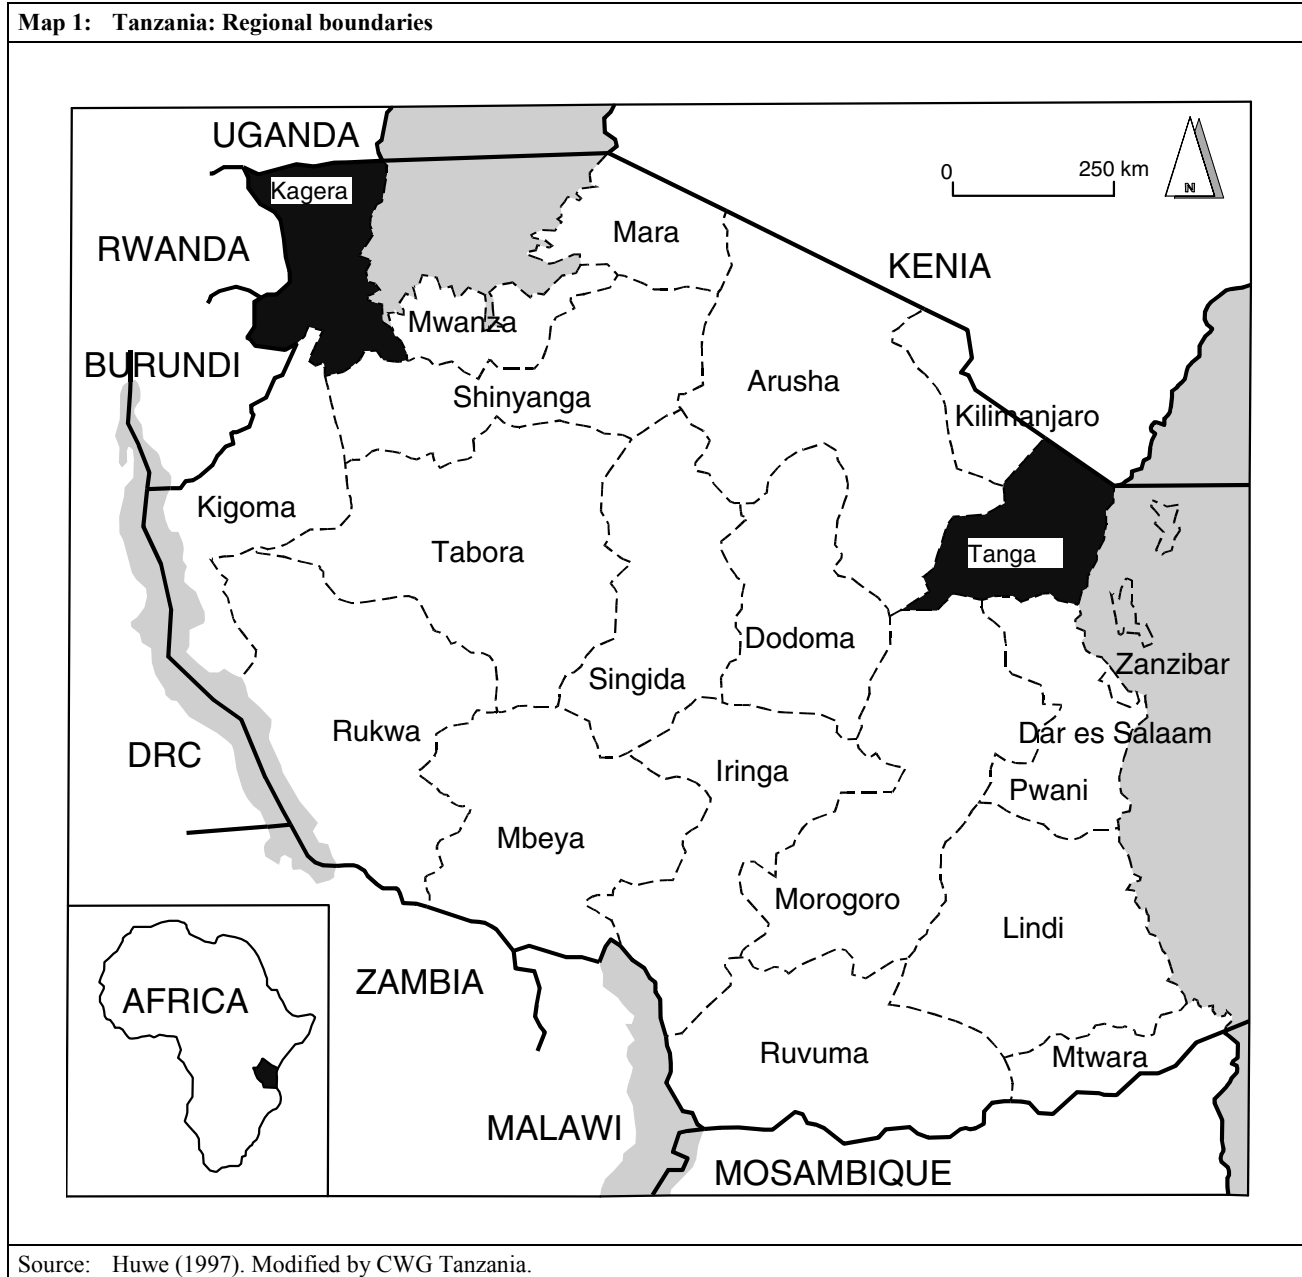 Map 1: Tanzania: Regional boundaries
UGANDA
0 250 km
N
Kagera
Mara
RWANDA
KENIA
Mwanza
BURUNDI
Arusha
Shinyanga
Kilimanjaro
Kigoma
Tabora
Tanga
Dodoma
Zanzibar
Singida
Rukwa
Dar es Salaam
DRC
Iringa
Pwani
Mbeya
Morogoro
Lindi
ZAMBIA
AFRICA
Ruvuma
Mtwara
MALAWI
MOSAMBIQUE
Source: Huwe (1997). Modified by CWG Tanzania.